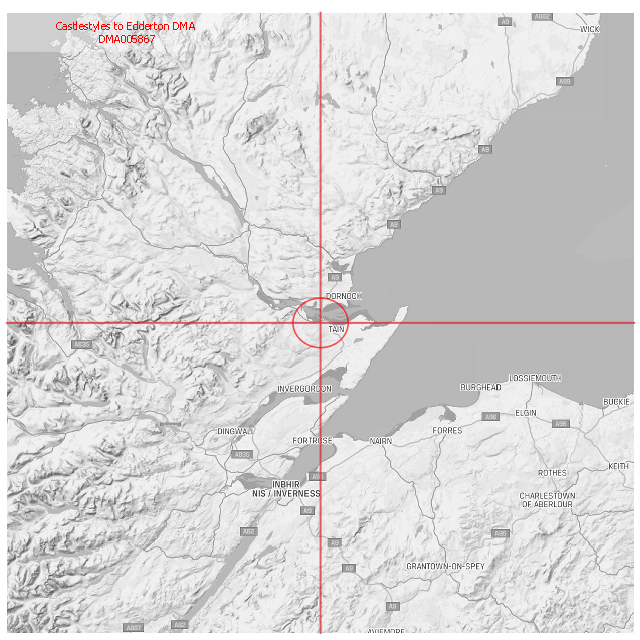 Castlestyles to Edderton DMA
DMA005867
A9
A882
WICK
A99
A9
A9
A9
A9
DORNOCH
TAIN
A835
INVERGORDON
BURGHEAD
LOSSIEMOUTH
BUCKIE
ELGIN
A96
A96
DINGWALL
FORTROSE
NAIRN
FORRES
A835
KEITH
ROTHES
INBHIR
NIS / INVERNESS
CHARLESTOWN
OF ABERLOUR
A9
A82
A95
A9
A9
GRANTOWN-ON-SPEY
A9
A887
A82
AVIEMORE